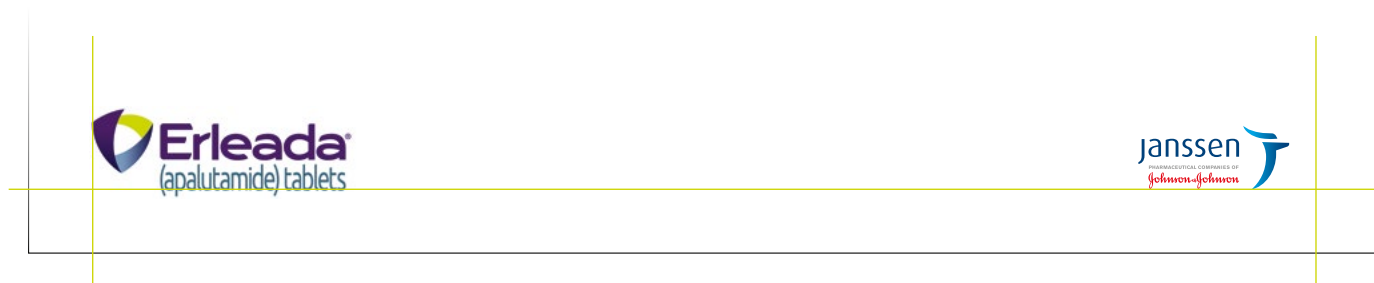 Erleada®
(apalutamide) tablets
janssen
PHARMACEUTICAL COMPANIES OF
Johnson & Johnson